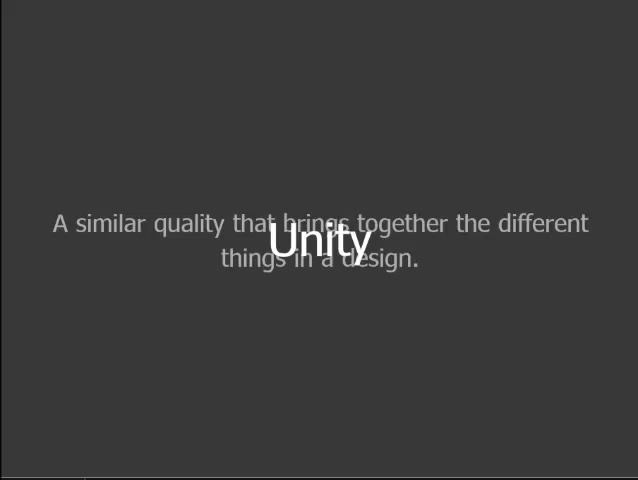 A similar quality that brings together the different
Unity
things in a design.